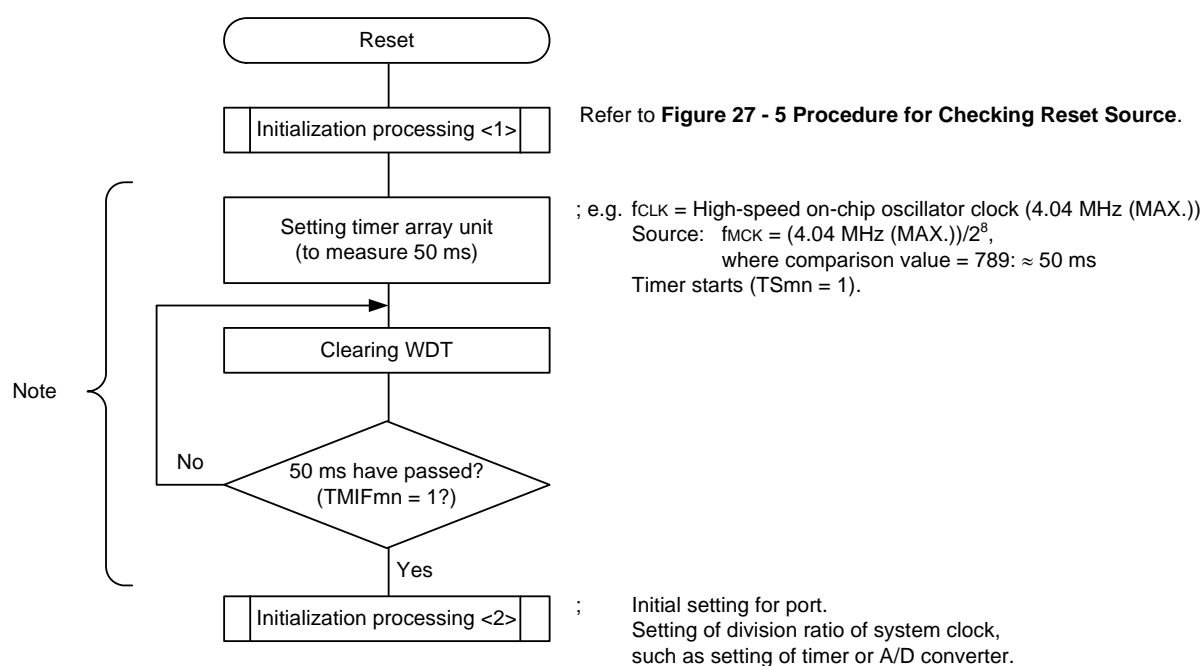 Reset
Initialization processing <1>
Refer to Figure 27 - 5 Procedure for Checking Reset Source.
Setting timer array unit
(to measure 50 ms)
; e.g. fCLK = High-speed on-chip oscillator clock (4.04 MHz (MAX.))
Source: fMCK = (4.04 MHz (MAX.))/2⁸,
where comparison value = 789: ≈ 50 ms
Timer starts (TSmn = 1).
Clearing WDT
Note
No
50 ms have passed?
(TMIFmn = 1?)
Yes
Initialization processing <2>
; Initial setting for port.
Setting of division ratio of system clock,
such as setting of timer or A/D converter.